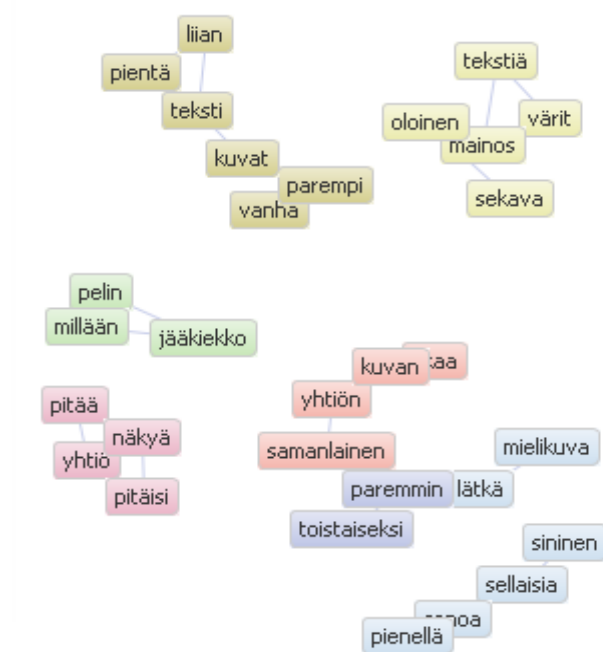 liian
pientä
teksti
kuvat
parempi
vanha
tekstiä
oloinen
värit
mainos
sekava
pelin
millään
jääkiekko
pitää
näkyä
yhtiö
pitäisi
kuvan
yhtiön
samanlainen
mielikuva
paremmin
lätkä
toistaiseksi
sininen
sellaisia
pienellä